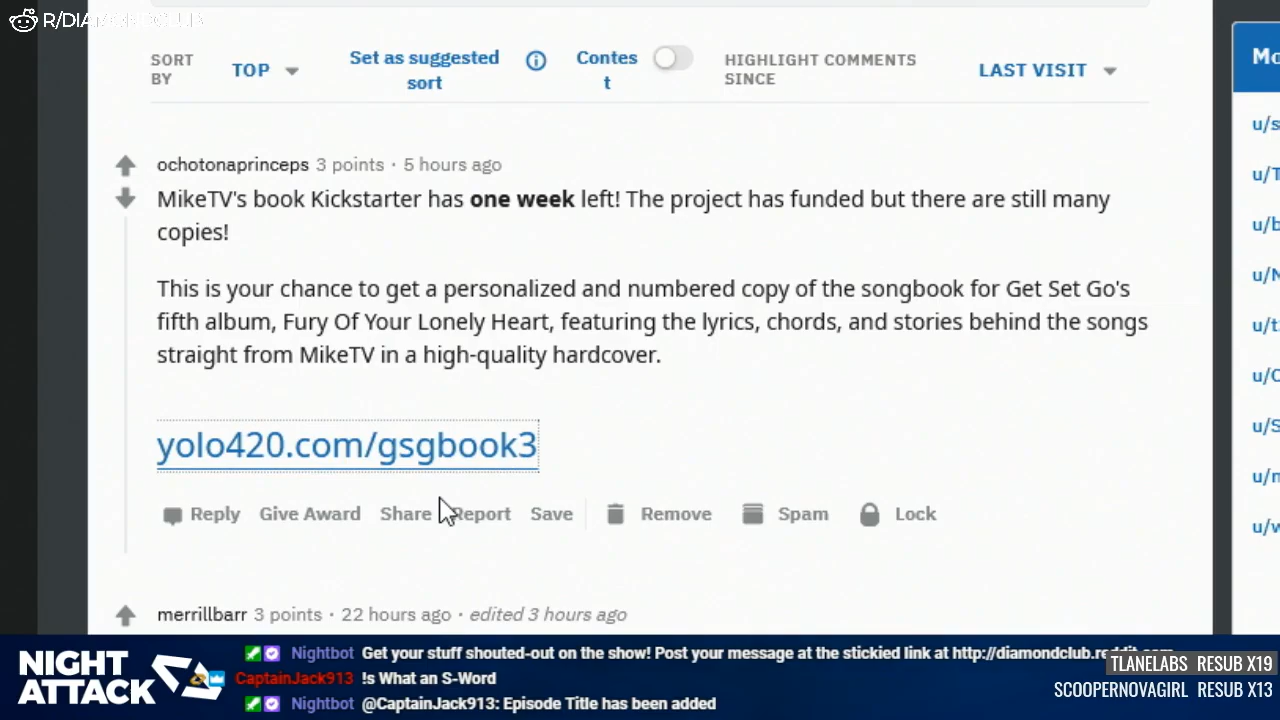 R/DIAMONDCLUB
SORT BY
TOP
Set as suggested sort
Contest
HIGHLIGHT COMMENTS SINCE
LAST VISIT
ochotonaprinceps 3 points · 5 hours ago
MikeTV's book Kickstarter has one week left! The project has funded but there are still many
copies!
This is your chance to get a personalized and numbered copy of the songbook for Get Set Go's
fifth album, Fury Of Your Lonely Heart, featuring the lyrics, chords, and stories behind the songs
straight from MikeTV in a high-quality hardcover.
yolo420.com/gsgbook3
Reply Give Award Share Report Save Remove Spam Lock
merrillbarr 3 points · 22 hours ago · edited 3 hours ago
Mo
u/s
u/T
u/b
u/N
u/t
u/C
u/S
u/n
u/w
NIGHT
ATTACK
Nightbot Get your stuff shouted-out on the show! Post your message at the stickied link at http://diamondclub.reddit.com
CaptainJack913 !s What an S-Word
Nightbot @CaptainJack913: Episode Title has been added
TLANELABS RESUB X19
SCOOPERNOVAGIRL RESUB X13